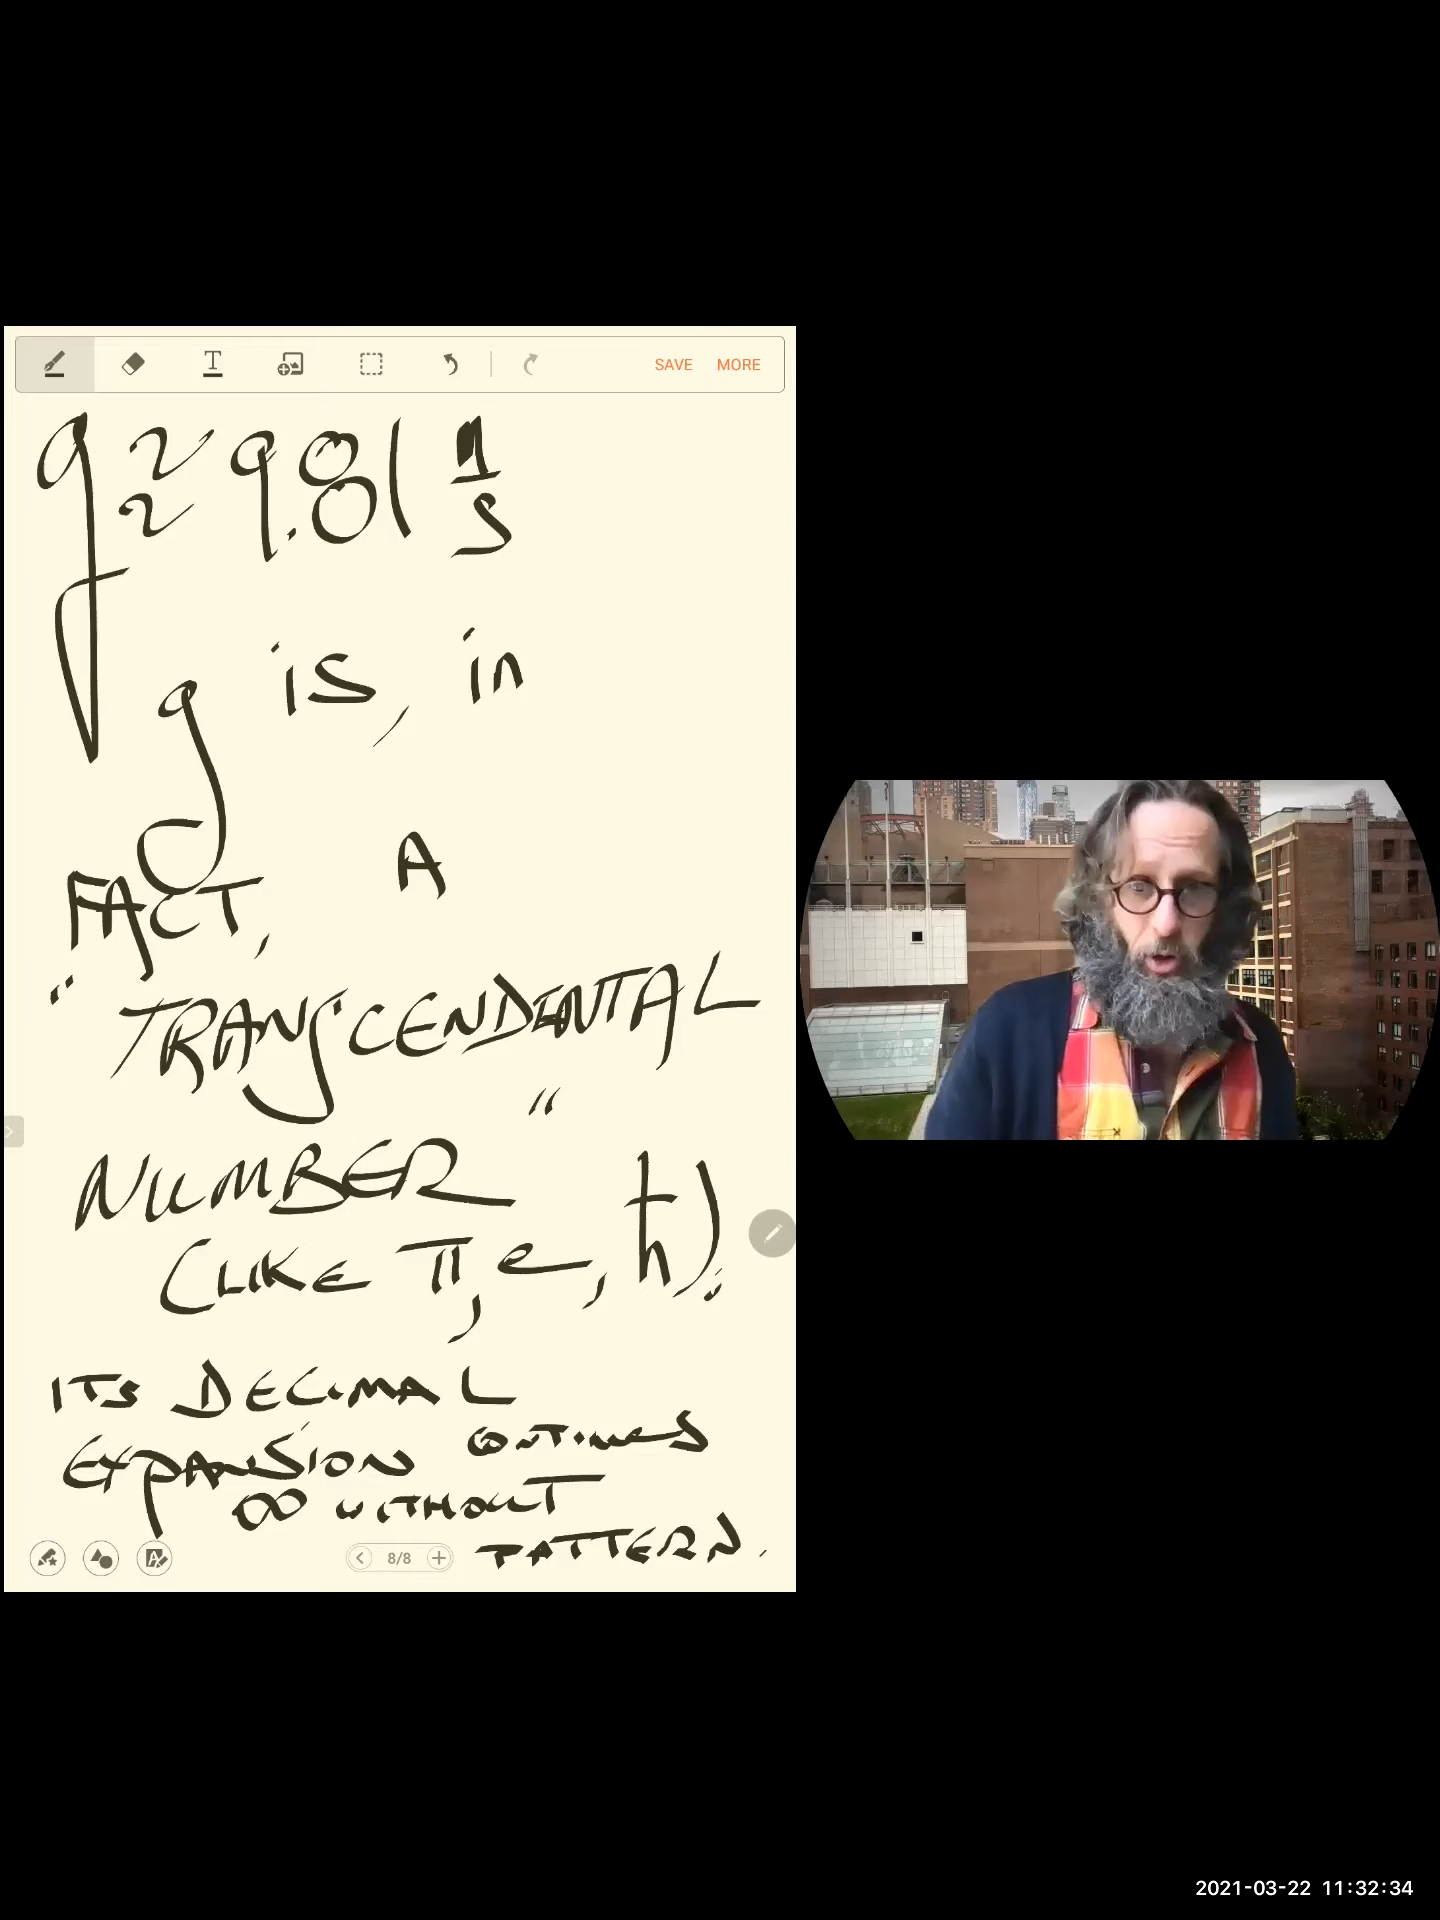 SAVE MORE
g ≈ 9.81 m/s
g is, in
FACT, A
"TRANSCENDENTAL
NUMBER"
(LIKE π, e, ħ).
ITS DECIMAL
EXPANSION CONTINUES
∞ WITHOUT
PATTERN.
8/8
2021-03-22 11:32:34